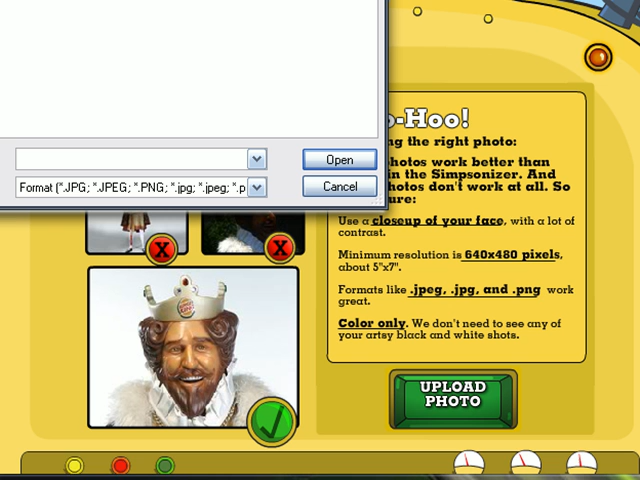 Open
Format (*.JPG; *.JPEG; *.PNG; *.jpg; *.jpeg; *.p
Cancel
o-Hoo!
ng the right photo:
hotos work better than
in the Simpsonizer. And
hotos don't work at all. So
ure:
Use a closeup of your face, with a lot of
contrast.
Minimum resolution is 640x480 pixels,
about 5"x7".
Formats like .jpeg, .jpg, and .png work
great.
Color only. We don't need to see any of
your artsy black and white shots.
X
X
UPLOAD
PHOTO